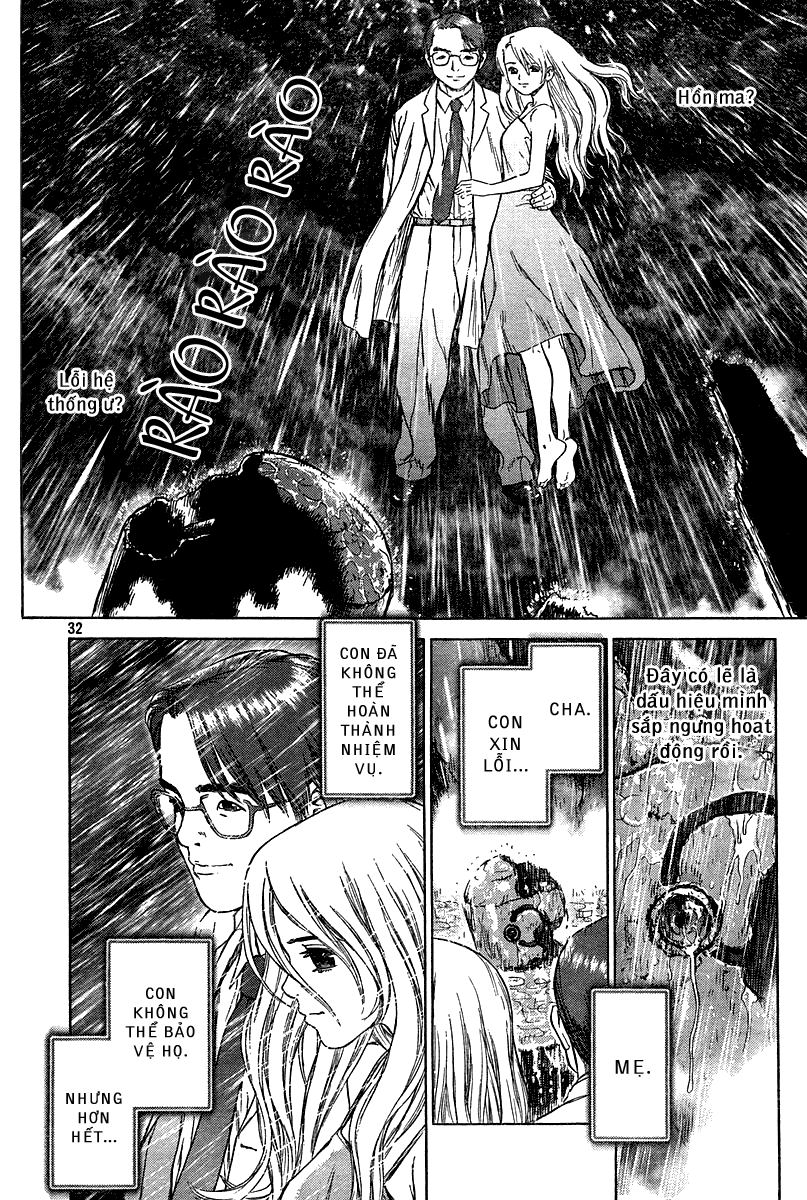 Hồn ma?
RÀO RÀO RÀO RÀO
Lỗi hệ
thống ư?
32
Đây có lẽ là
dấu hiệu mình
sắp ngưng hoạt
động rồi.
CHA.
CON
XIN
LỖI...
MẸ.
CON ĐÃ
KHÔNG
THỂ
HOÀN
THÀNH
NHIỆM
VỤ.
CON
KHÔNG
THỂ BẢO
VỆ HỌ.
NHƯNG
HƠN
HẾT...